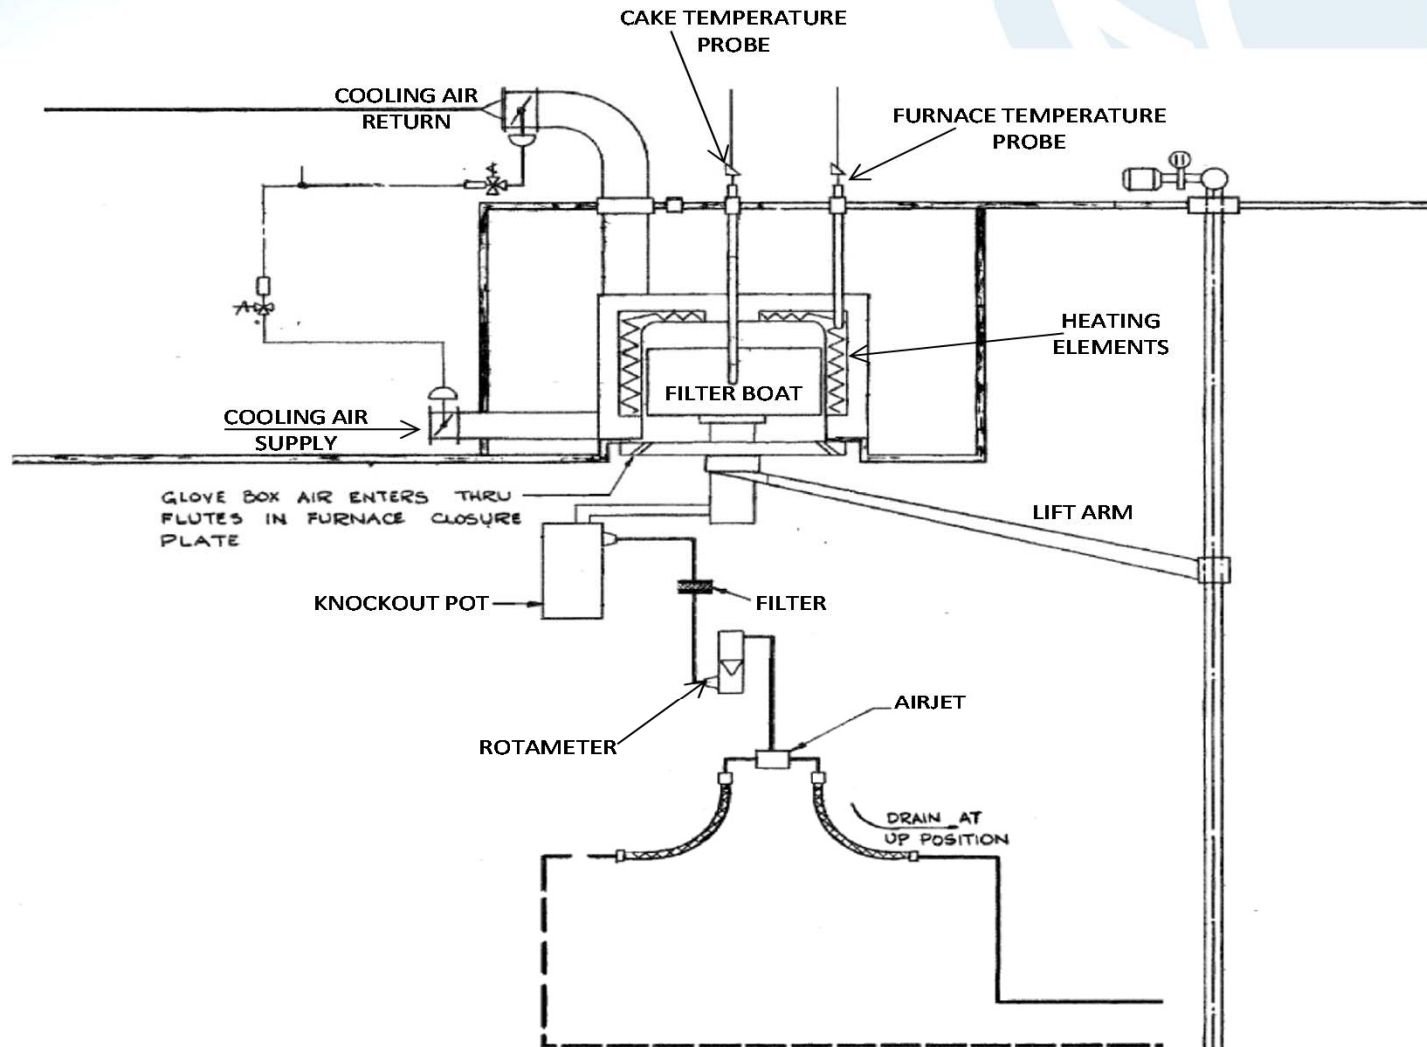 CAKE TEMPERATURE
PROBE
COOLING AIR
RETURN
FURNACE TEMPERATURE
PROBE
HEATING
ELEMENTS
FILTER BOAT
COOLING AIR
SUPPLY
GLOVE BOX AIR ENTERS THRU
FLUTES IN FURNACE CLOSURE
PLATE
LIFT ARM
KNOCKOUT POT
FILTER
ROTAMETER
AIRJET
DRAIN AT
UP POSITION